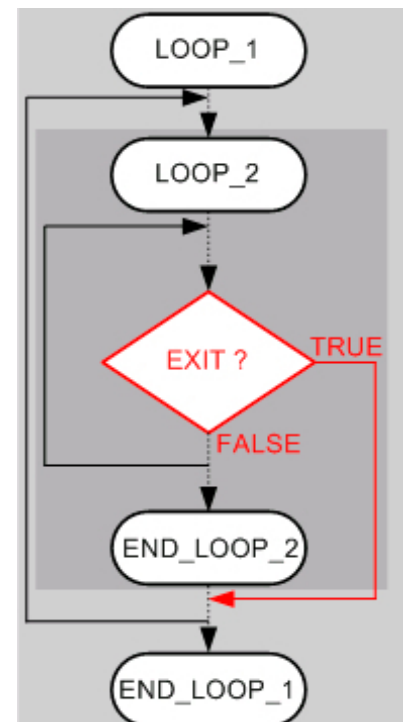 LOOP_1
LOOP_2
EXIT ?
TRUE
FALSE
END_LOOP_2
END_LOOP_1